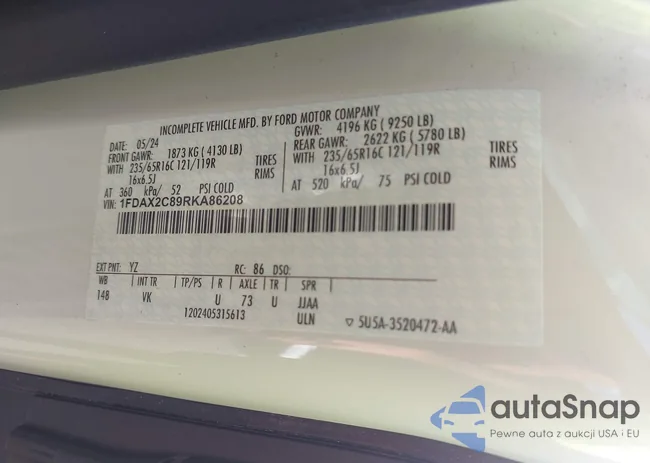 INCOMPLETE VEHICLE MFD. BY FORD MOTOR COMPANY
DATE: 05/24 GVWR: 4196 KG ( 9250 LB)
FRONT GAWR: 1873 KG ( 4130 LB) REAR GAWR: 2622 KG ( 5780 LB)
WITH 235/65R16C 121/119R TIRES WITH 235/65R16C 121/119R TIRES
16x6.5J RIMS 16x6.5J RIMS
AT 360 kPa/ 52 PSI COLD AT 520 kPa/ 75 PSI COLD
VIN: 1FDAX2C89RKA86208
EXT PNT: YZ RC: 86 DSO:
WB INT TR TP/PS R AXLE TR SPR
148 VK U 73 U JJAA
1202405315613 ULN ▽ 5U5A-3520472-AA
autaSnap
Pewne auta z aukcji USA i EU